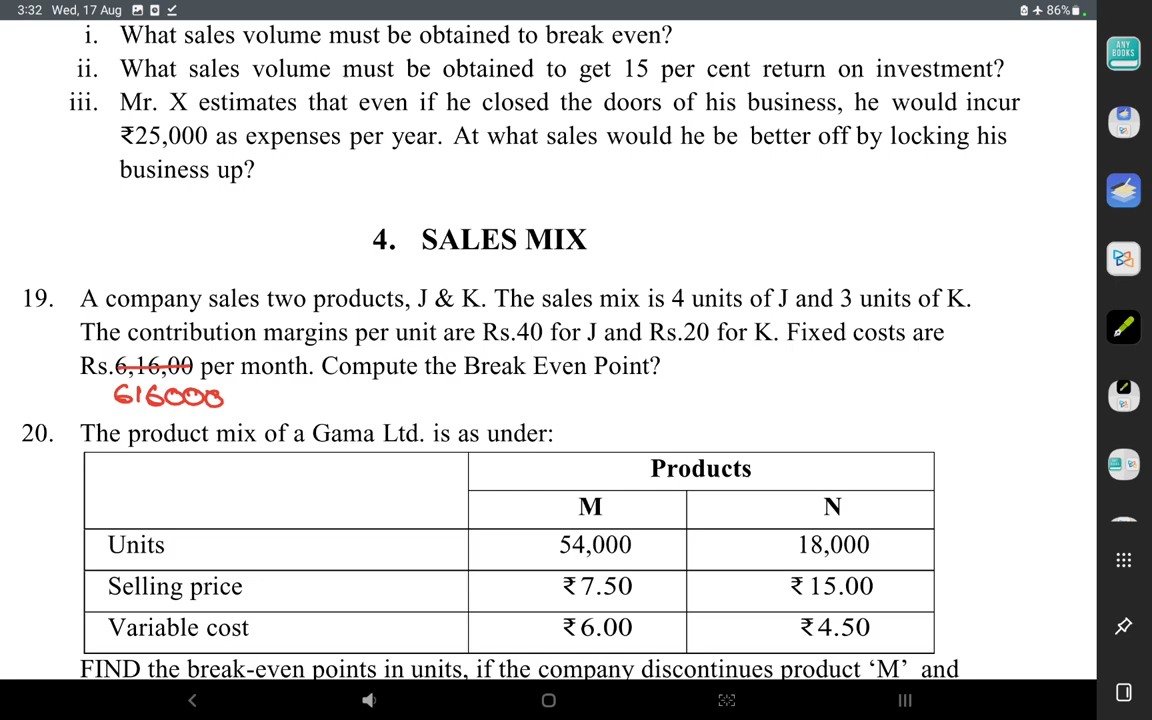 3:32 Wed, 17 Aug
86%
i. What sales volume must be obtained to break even?
ii. What sales volume must be obtained to get 15 per cent return on investment?
iii. Mr. X estimates that even if he closed the doors of his business, he would incur
₹25,000 as expenses per year. At what sales would he be better off by locking his
business up?
ANY
BOOKS
4. SALES MIX
19. A company sales two products, J & K. The sales mix is 4 units of J and 3 units of K.
The contribution margins per unit are Rs.40 for J and Rs.20 for K. Fixed costs are
Rs.6,16,00 per month. Compute the Break Even Point?
616000
20. The product mix of a Gama Ltd. is as under:
Products
M N
Units 54,000 18,000
Selling price ₹7.50 ₹15.00
Variable cost ₹6.00 ₹4.50
FIND the break-even points in units, if the company discontinues product ‘M’ and